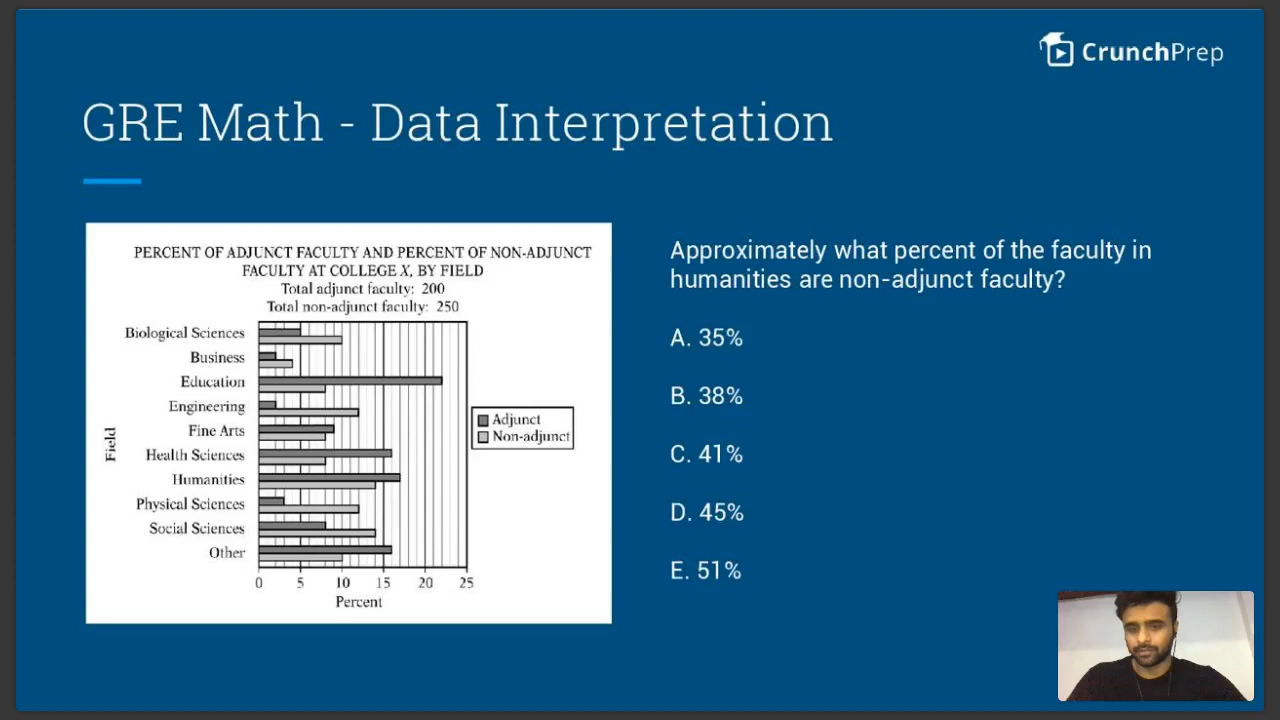 CrunchPrep
GRE Math - Data Interpretation
PERCENT OF ADJUNCT FACULTY AND PERCENT OF NON-ADJUNCT
FACULTY AT COLLEGE X, BY FIELD
Total adjunct faculty: 200
Total non-adjunct faculty: 250
Biological Sciences
Business
Education
Engineering
Fine Arts
Health Sciences
Humanities
Physical Sciences
Social Sciences
Other
Field
0 5 10 15 20 25
Percent
Adjunct
Non-adjunct
Approximately what percent of the faculty in
humanities are non-adjunct faculty?
A. 35%
B. 38%
C. 41%
D. 45%
E. 51%